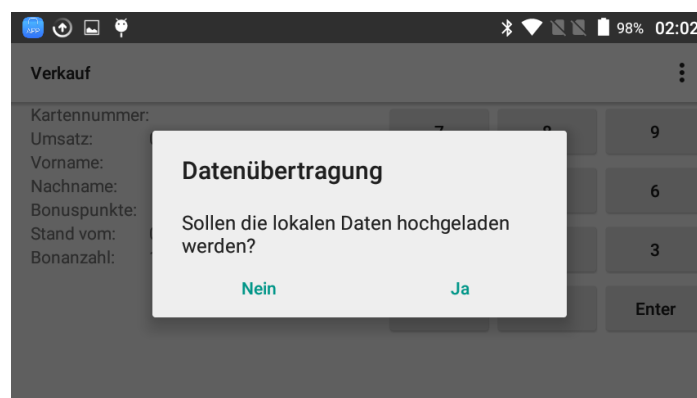 APP 98% 02:02
Verkauf
Kartennummer:
Umsatz:
Vorname:
Nachname:
Bonuspunkte:
Stand vom:
Bonanzahl:
9
6
3
Enter
Datenübertragung
Sollen die lokalen Daten hochgeladen
werden?
Nein Ja